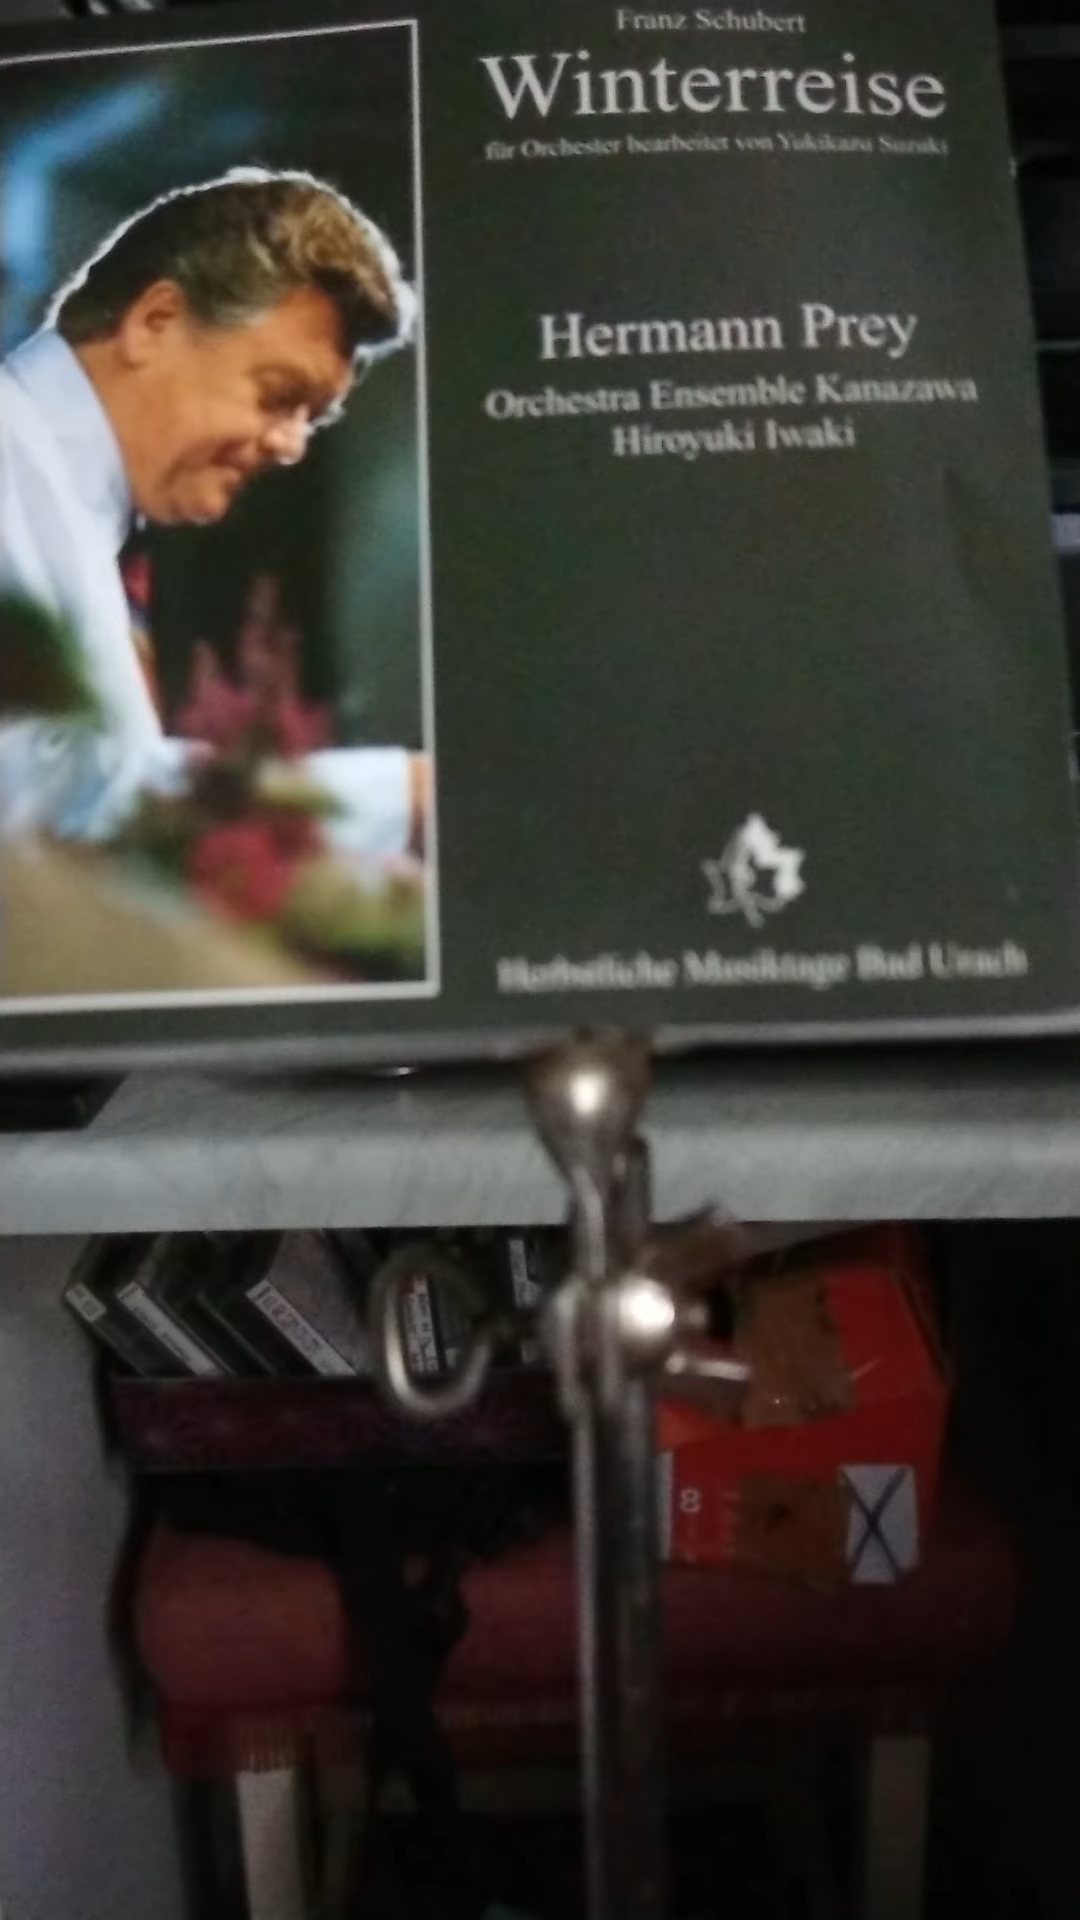 Franz Schubert
Winterreise
für Orchester bearbeitet von Yukikazu Suzuki
Hermann Prey
Orchestra Ensemble Kanazawa
Hiroyuki Iwaki
Herbstliche Musiktage Bad Urach
8